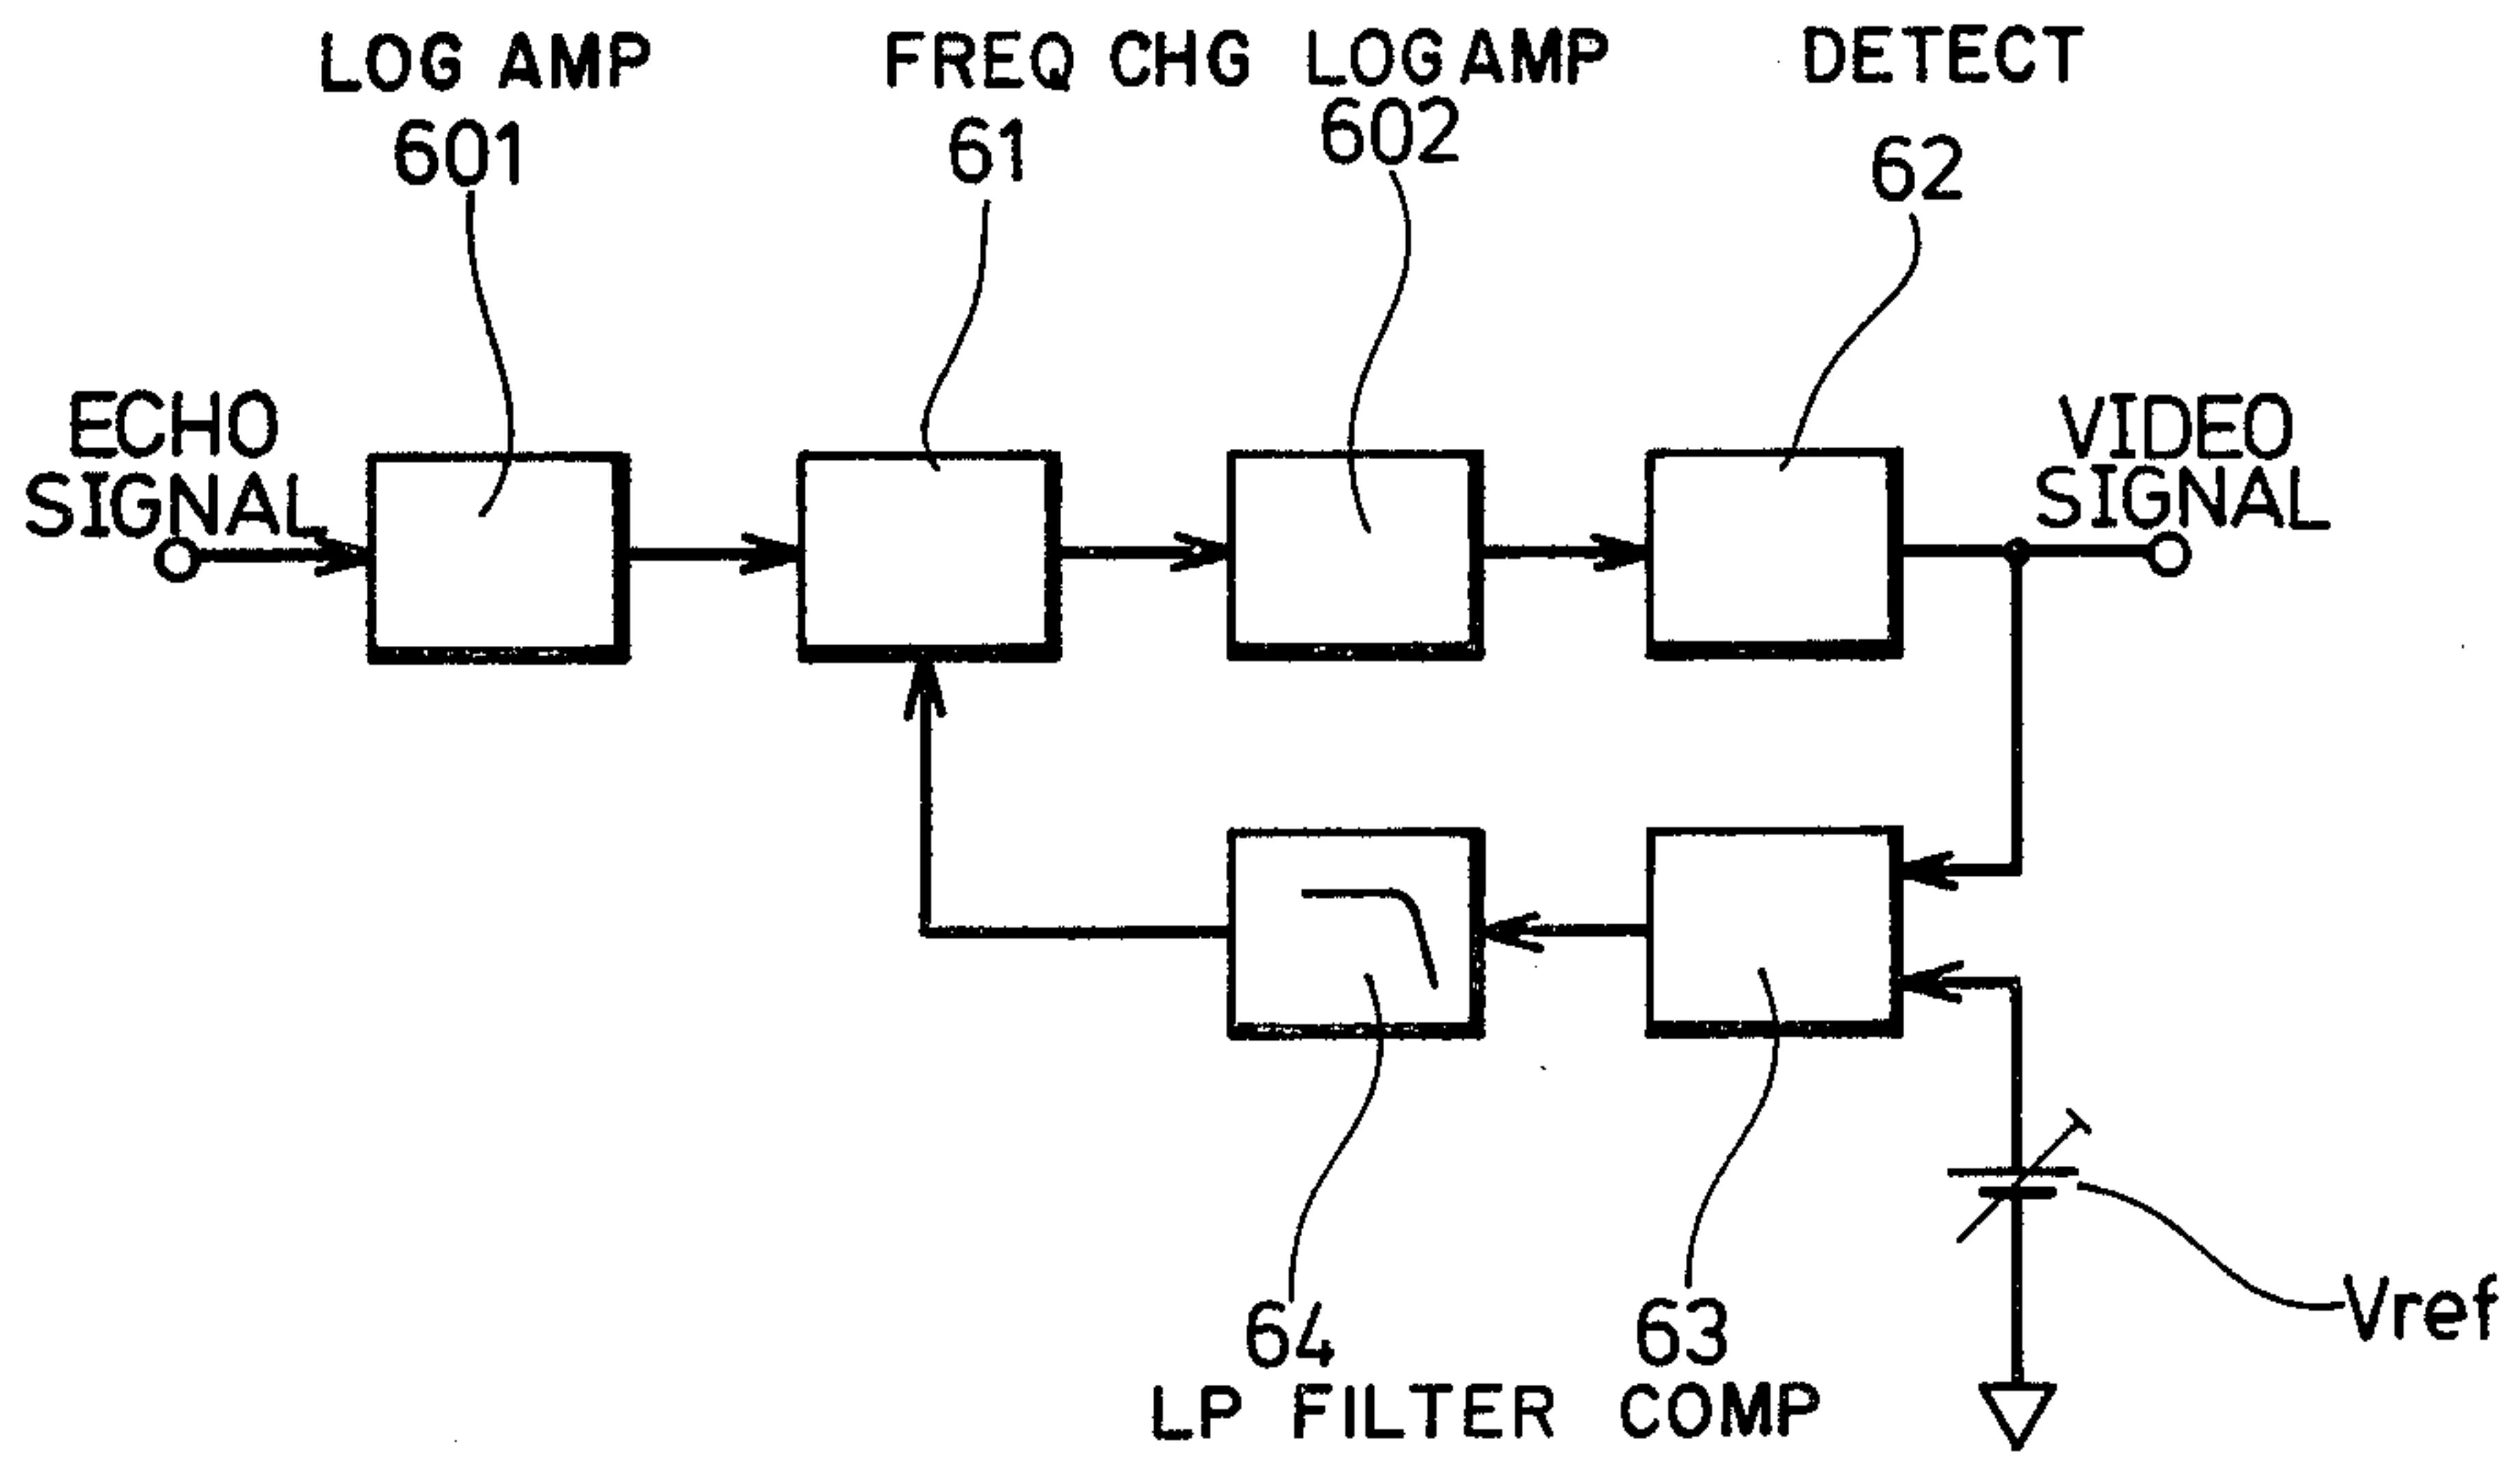 LOG AMP
601
FREQ CHG
61
LOG AMP
602
DETECT
62
ECHO
SIGNAL
VIDEO
SIGNAL
64
LP FILTER
63
COMP
Vref